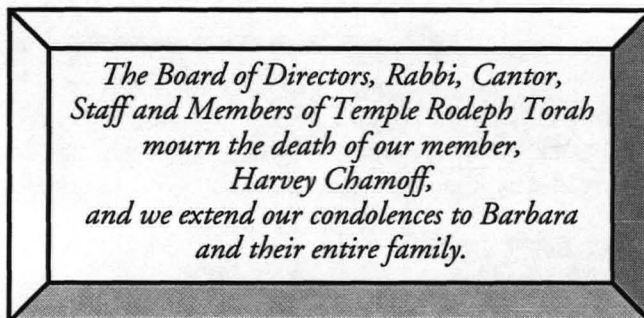 The Board of Directors, Rabbi, Cantor,
Staff and Members of Temple Rodeph Torah
mourn the death of our member,
Harvey Chamoff,
and we extend our condolences to Barbara
and their entire family.